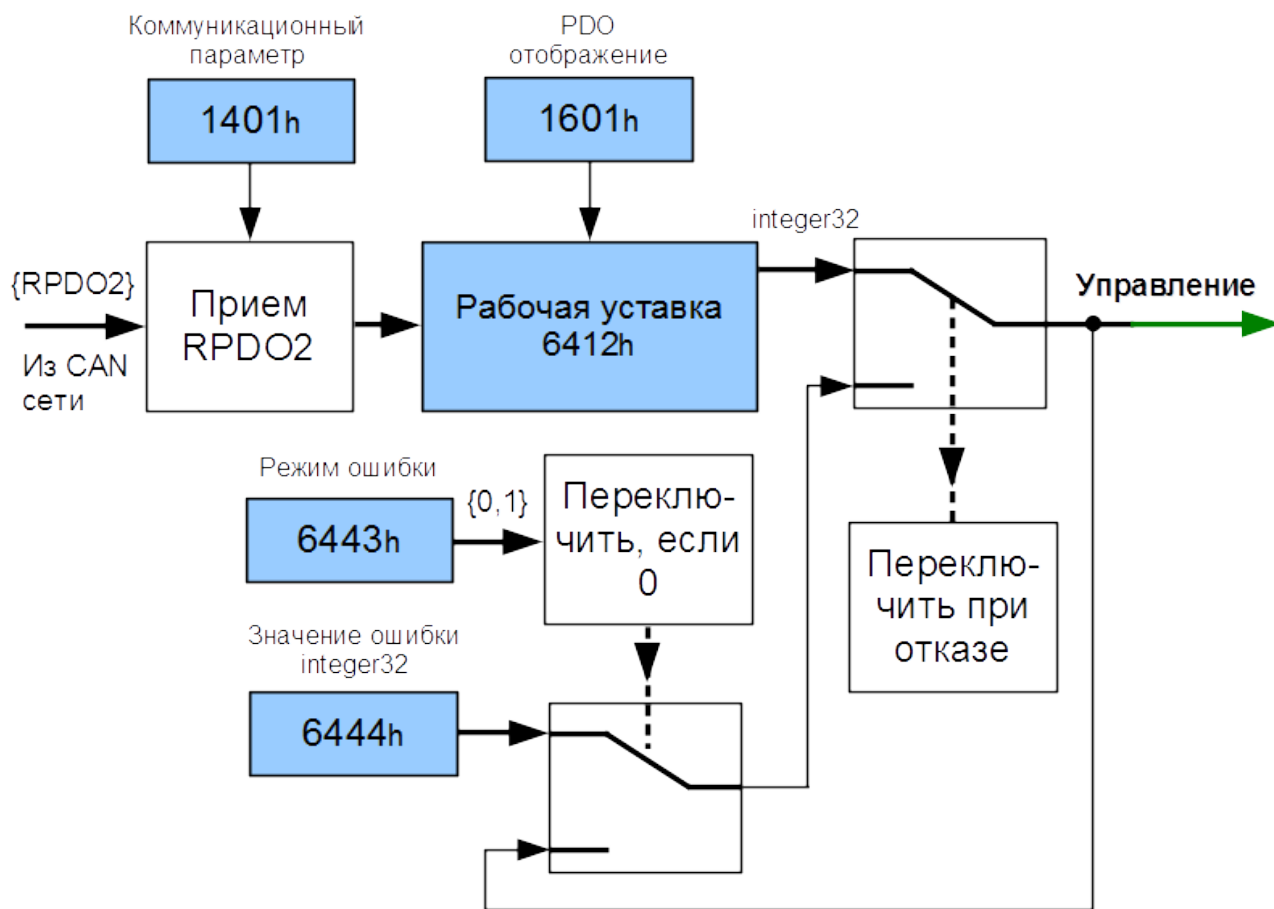 Коммуникационный
параметр
PDO
отображение
1401h
1601h
integer32
{RPDO2}
Из CAN
сети
Прием
RPDO2
Рабочая уставка
6412h
Управление
Режим ошибки
{0,1}
6443h
Переклю-
чить, если
0
Переклю-
чить при
отказе
Значение ошибки
integer32
6444h